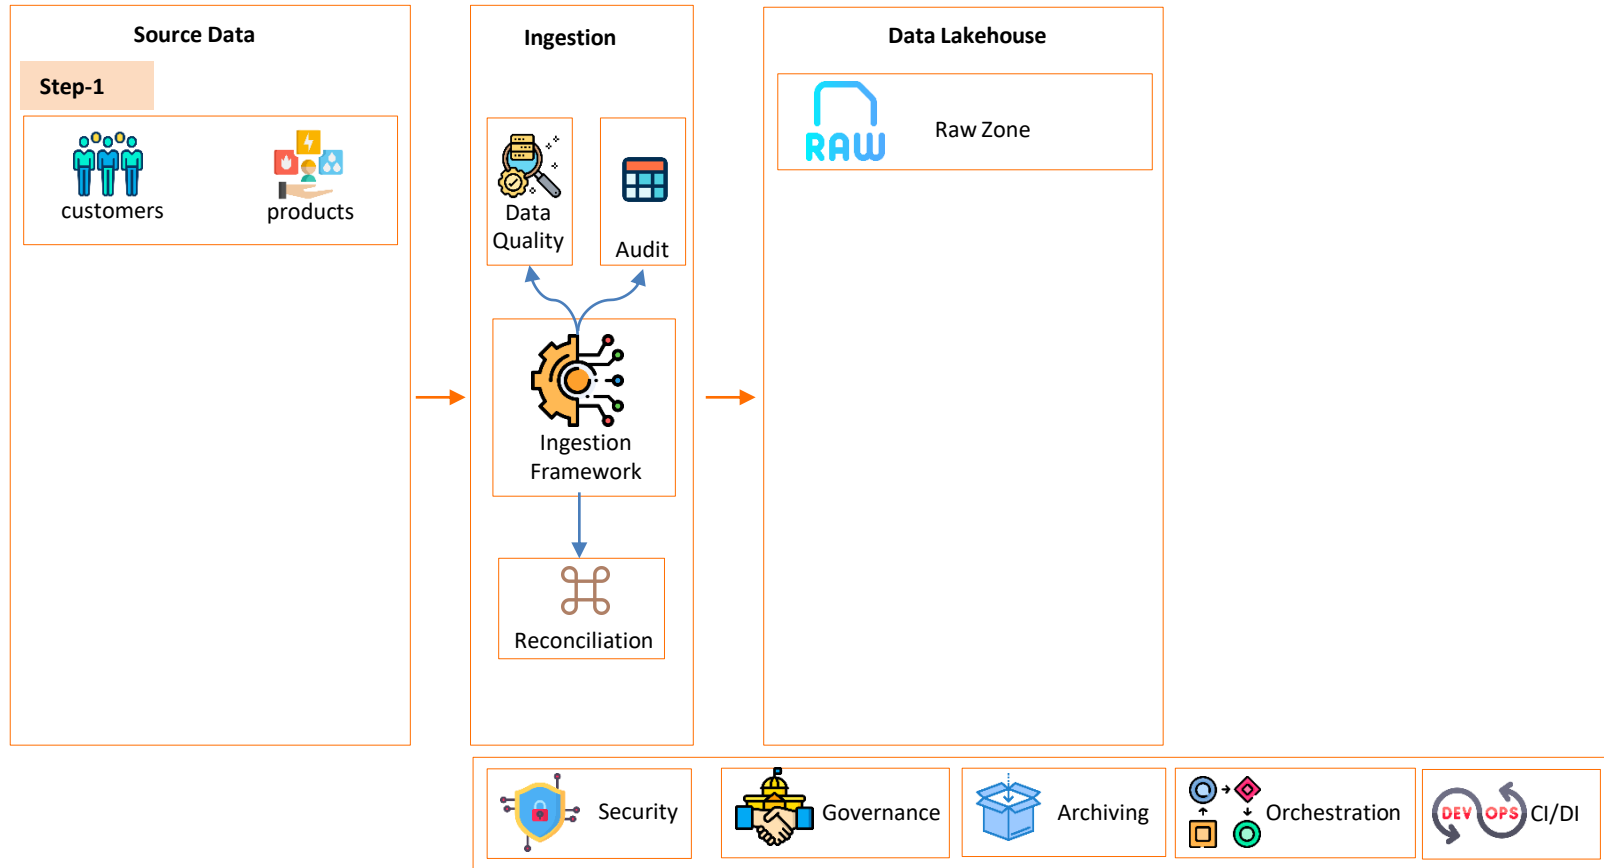 Source Data
Step-1
customers
products
Ingestion
Data
Quality
Audit
Ingestion
Framework
Reconciliation
Data Lakehouse
RAW
Raw Zone
Security
Governance
Archiving
Orchestration
DEV OPS
CI/DI